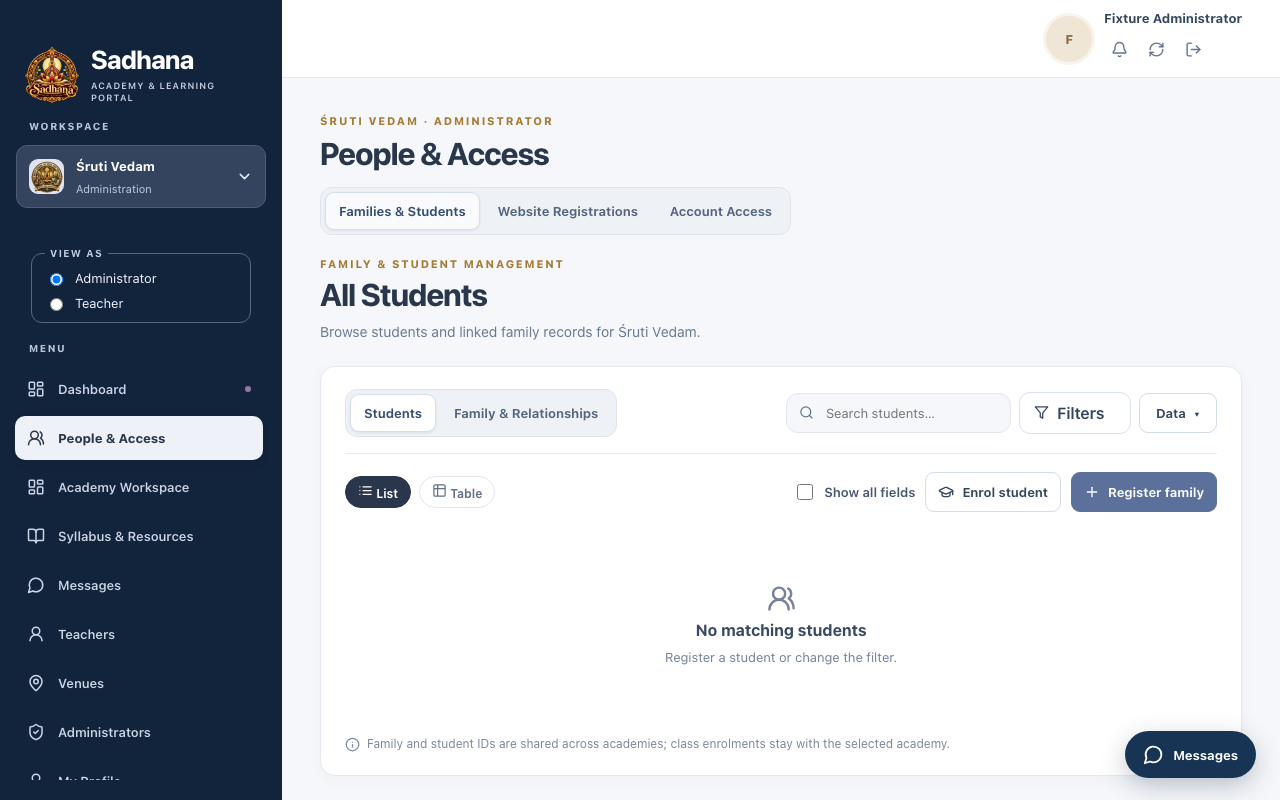 Sadhana
Sadhana
ACADEMY & LEARNING
PORTAL
WORKSPACE
Śruti Vedam
Administration
VIEW AS
Administrator
Teacher
MENU
Dashboard
People & Access
Academy Workspace
Syllabus & Resources
Messages
Teachers
Venues
Administrators
My Profile
F
Fixture Administrator
ŚRUTI VEDAM · ADMINISTRATOR
People & Access
Families & Students
Website Registrations
Account Access
FAMILY & STUDENT MANAGEMENT
All Students
Browse students and linked family records for Śruti Vedam.
Students
Family & Relationships
Search students...
Filters
Data
List
Table
Show all fields
Enrol student
Register family
No matching students
Register a student or change the filter.
Family and student IDs are shared across academies; class enrolments stay with the selected academy.
Messages